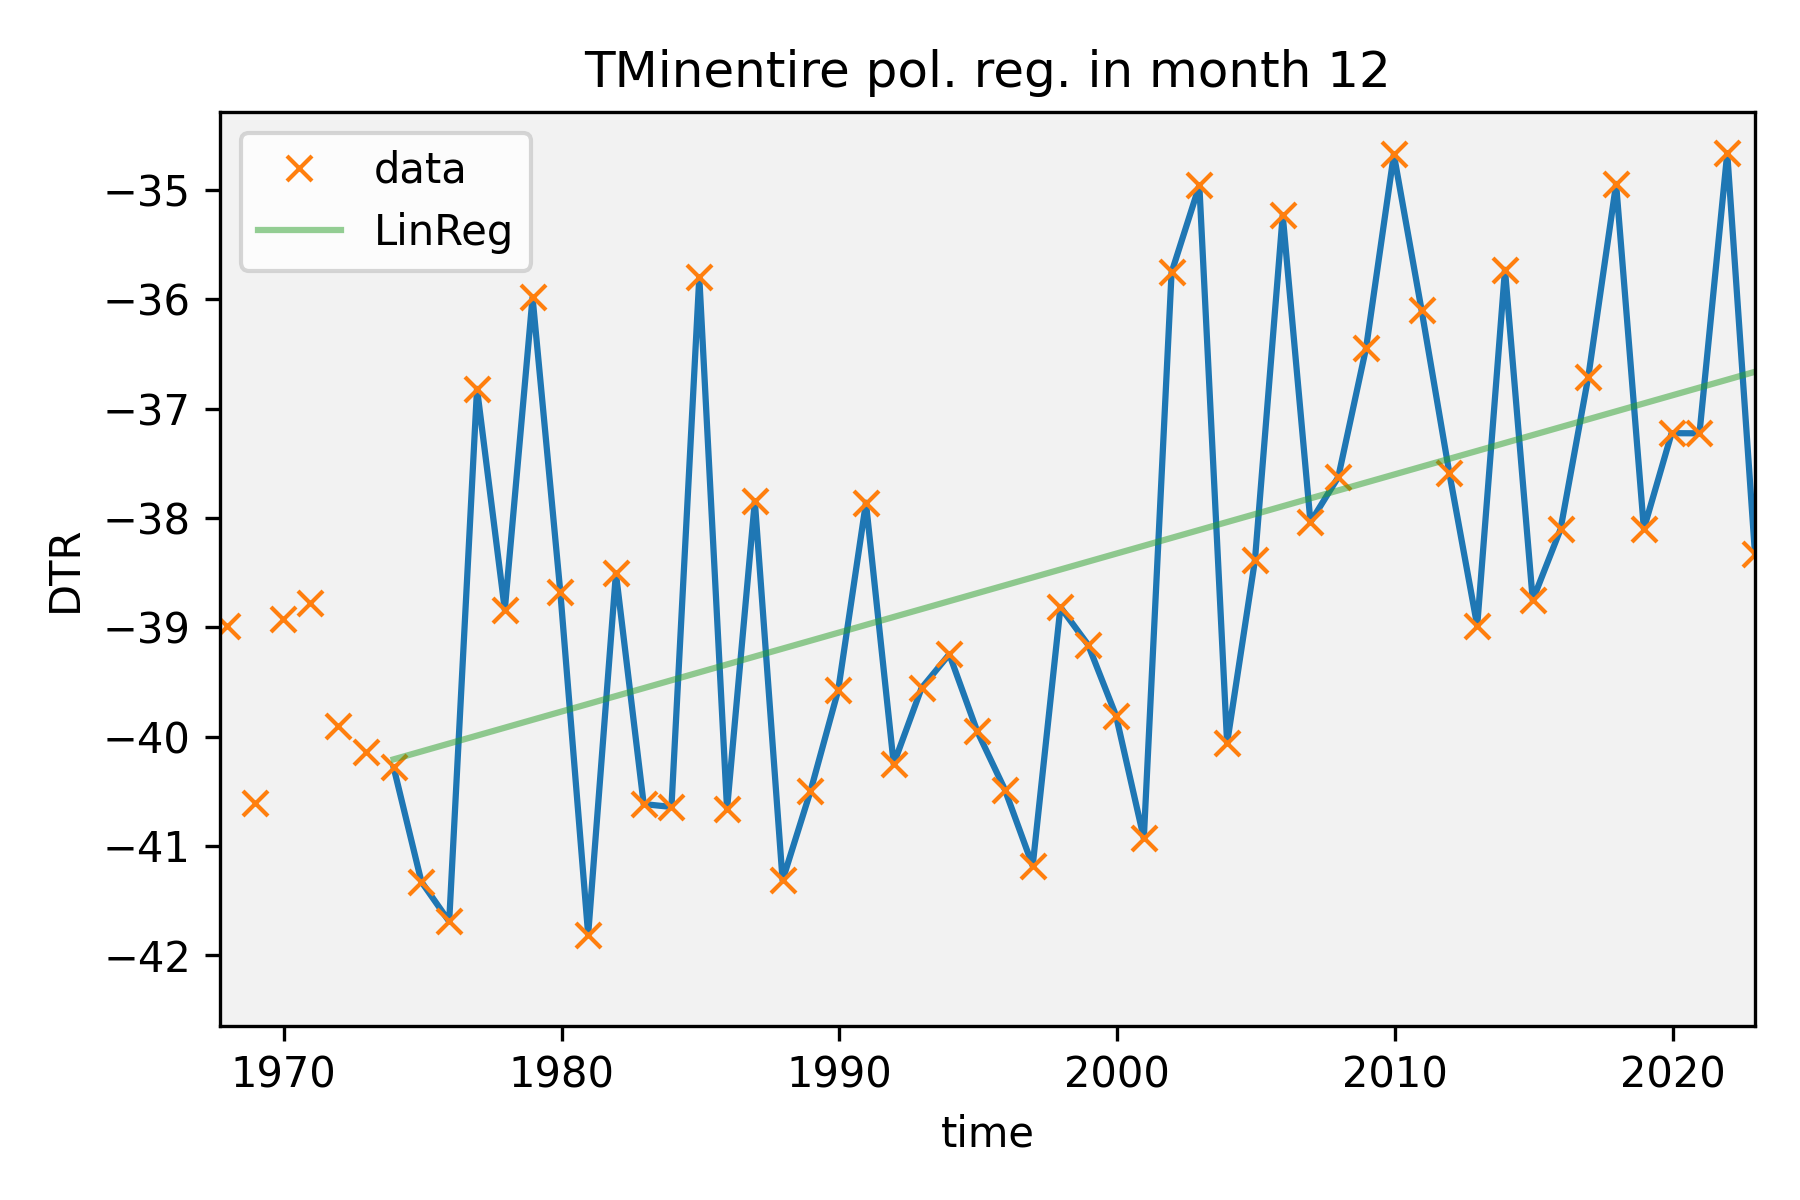 TMinentire pol. reg. in month 12
data
LinReg
DTR
−35
−36
−37
−38
−39
−40
−41
−42
1970 1980 1990 2000 2010 2020
time